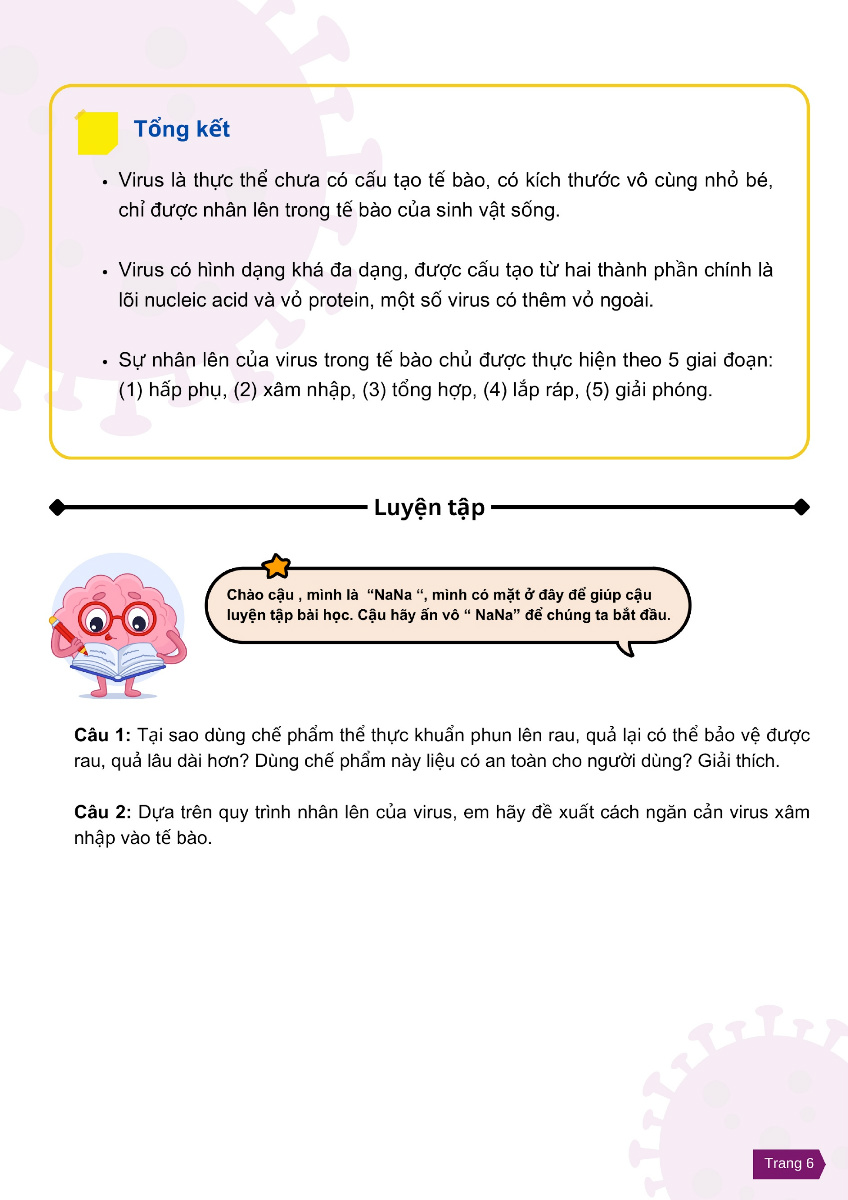 Tổng kết
• Virus là thực thể chưa có cấu tạo tế bào, có kích thước vô cùng nhỏ bé,
chỉ được nhân lên trong tế bào của sinh vật sống.
• Virus có hình dạng khá đa dạng, được cấu tạo từ hai thành phần chính là
lõi nucleic acid và vỏ protein, một số virus có thêm vỏ ngoài.
• Sự nhân lên của virus trong tế bào chủ được thực hiện theo 5 giai đoạn:
(1) hấp phụ, (2) xâm nhập, (3) tổng hợp, (4) lắp ráp, (5) giải phóng.
Luyện tập
Chào cậu , mình là “NaNa “, mình có mặt ở đây để giúp cậu
luyện tập bài học. Cậu hãy ấn vô “ NaNa” để chúng ta bắt đầu.
Câu 1: Tại sao dùng chế phẩm thể thực khuẩn phun lên rau, quả lại có thể bảo vệ được
rau, quả lâu dài hơn? Dùng chế phẩm này liệu có an toàn cho người dùng? Giải thích.
Câu 2: Dựa trên quy trình nhân lên của virus, em hãy đề xuất cách ngăn cản virus xâm
nhập vào tế bào.
Trang 6